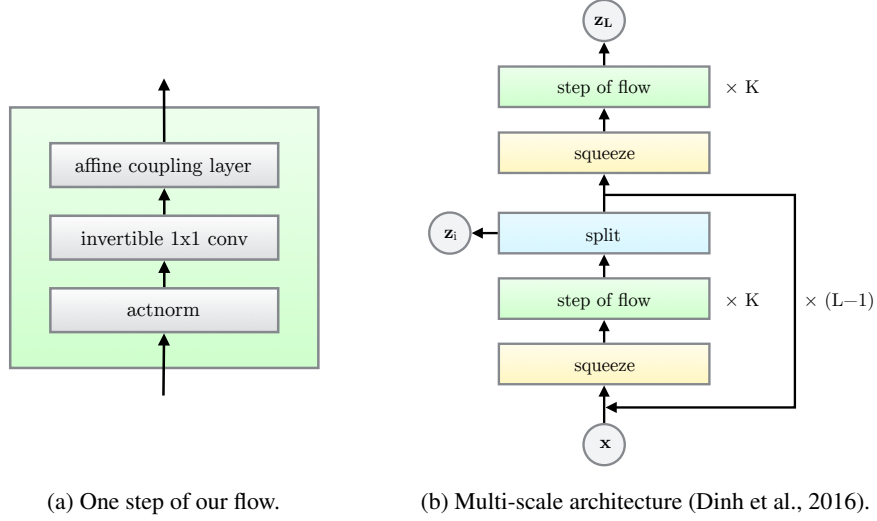 affine coupling layer
invertible 1x1 conv
actnorm
(a) One step of our flow.
z_L
step of flow × K
squeeze
z_i split
step of flow × K
× (L−1)
squeeze
x
(b) Multi-scale architecture (Dinh et al., 2016).